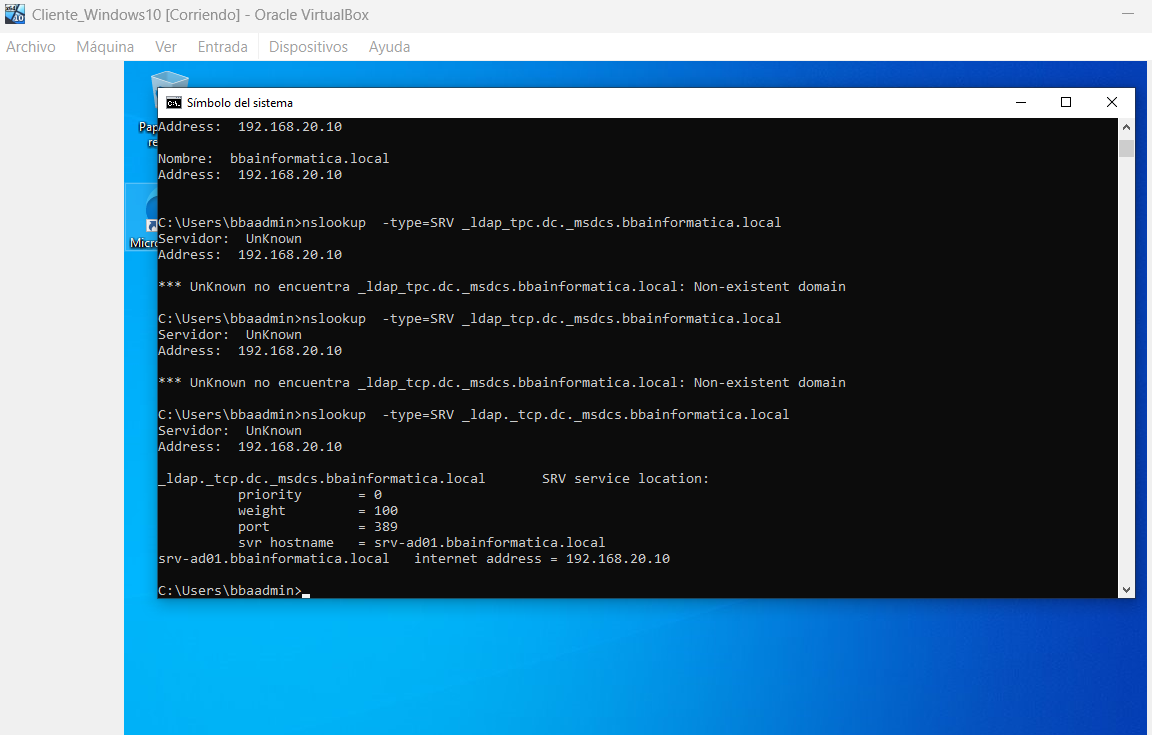 Cliente_Windows10 [Corriendo] - Oracle VirtualBox
Archivo Máquina Ver Entrada Dispositivos Ayuda
Símbolo del sistema
Address:  192.168.20.10
Nombre:  bbainformatica.local
Address:  192.168.20.10
C:\Users\bbaadmin>nslookup  -type=SRV _ldap_tpc.dc._msdcs.bbainformatica.local
Servidor:  UnKnown
Address:  192.168.20.10
*** UnKnown no encuentra _ldap_tpc.dc._msdcs.bbainformatica.local: Non-existent domain
C:\Users\bbaadmin>nslookup  -type=SRV _ldap_tcp.dc._msdcs.bbainformatica.local
Servidor:  UnKnown
Address:  192.168.20.10
*** UnKnown no encuentra _ldap_tcp.dc._msdcs.bbainformatica.local: Non-existent domain
C:\Users\bbaadmin>nslookup  -type=SRV _ldap._tcp.dc._msdcs.bbainformatica.local
Servidor:  UnKnown
Address:  192.168.20.10
_ldap._tcp.dc._msdcs.bbainformatica.local       SRV service location:
          priority       = 0
          weight         = 100
          port           = 389
          svr hostname   = srv-ad01.bbainformatica.local
srv-ad01.bbainformatica.local   internet address = 192.168.20.10
C:\Users\bbaadmin>